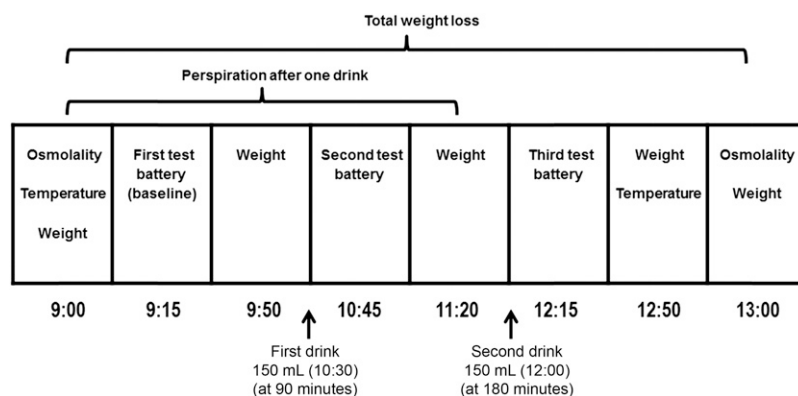 Total weight loss
Perspiration after one drink
Osmolality
Temperature
Weight
First test
battery
(baseline)
Weight
Second test
battery
Weight
Third test
battery
Weight
Temperature
Osmolality
Weight
9:00
9:15
9:50
10:45
11:20
12:15
12:50
13:00
First drink
150 mL (10:30)
(at 90 minutes)
Second drink
150 mL (12:00)
(at 180 minutes)